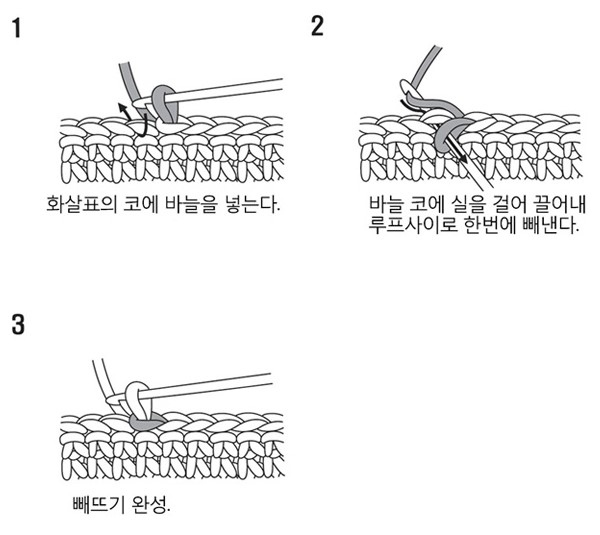 1
화살표의 코에 바늘을 넣는다.
2
바늘 코에 실을 걸어 끌어내
루프사이로 한번에 빼낸다.
3
빼뜨기 완성.